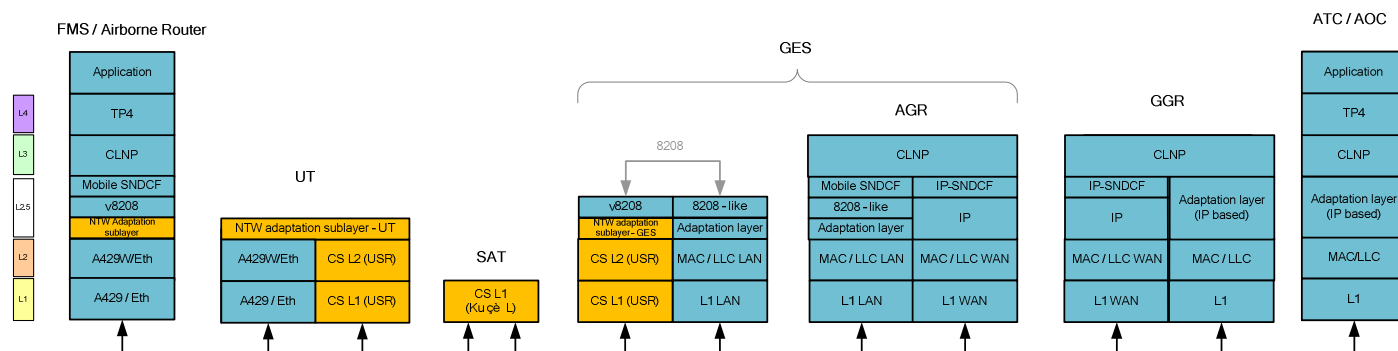 FMS / Airborne Router
Application
TP4
CLNP
Mobile SNDCF
v8208
NTW Adaptation
sublayer
A429W/Eth
A429 / Eth
L4
L3
L2.5
L2
L1
UT
NTW adaptation sublayer - UT
A429W/Eth
CS L2 (USR)
A429 / Eth
CS L1 (USR)
SAT
CS L1
(Ku çè L)
GES
8208
v8208
8208 - like
NTW adaptation
sublayer - GES
Adaptation layer
CS L2 (USR)
MAC / LLC LAN
CS L1 (USR)
L1 LAN
AGR
CLNP
Mobile SNDCF
IP-SNDCF
8208 - like
IP
Adaptation layer
MAC / LLC LAN
MAC / LLC WAN
L1 LAN
L1 WAN
GGR
CLNP
IP-SNDCF
Adaptation layer
(IP based)
IP
MAC / LLC WAN
MAC / LLC
L1 WAN
L1
ATC / AOC
Application
TP4
CLNP
Adaptation layer
(IP based)
MAC/LLC
L1